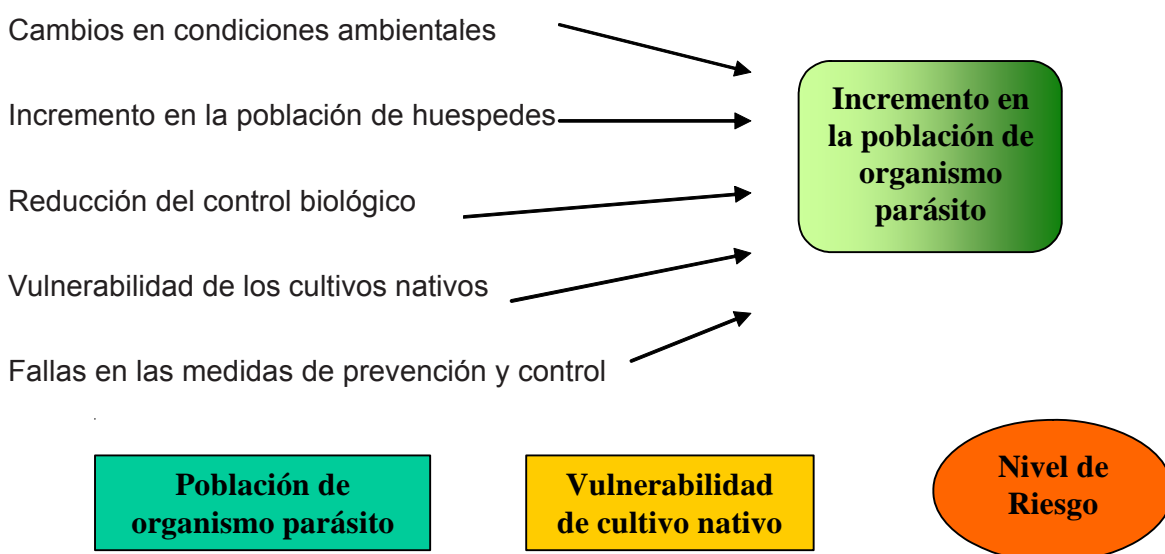 Cambios en condiciones ambientales
Incremento en la población de huespedes
Reducción del control biológico
Vulnerabilidad de los cultivos nativos
Fallas en las medidas de prevención y control
Incremento en
la población de
organismo
parásito
Población de
organismo parásito
Vulnerabilidad
de cultivo nativo
Nivel de
Riesgo